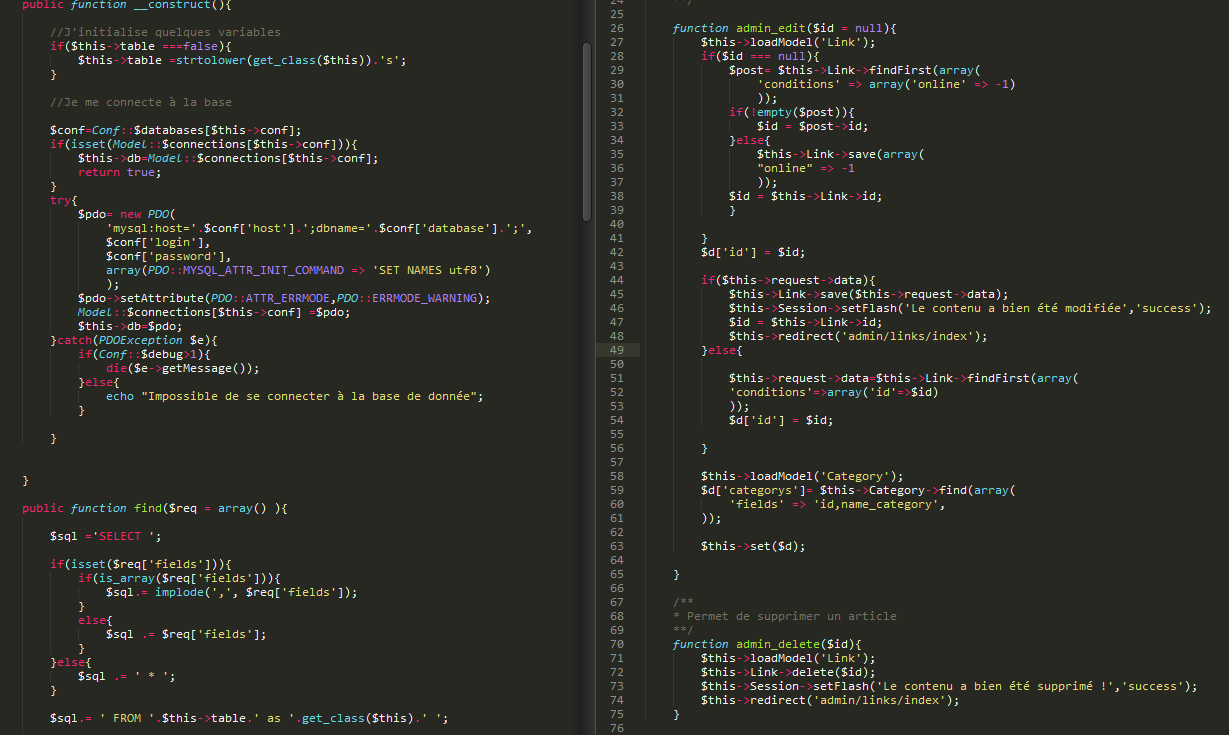 public function __construct(){
//J'initialise quelques variables
if($this->table ===false){
$this->table =strtolower(get_class($this)).'s';
}
//Je me connecte à la base
$conf=Conf::$databases[$this->conf];
if(isset(Model::$connections[$this->conf])){
$this->db=Model::$connections[$this->conf];
return true;
}
try{
$pdo= new PDO(
'mysql:host='.$conf['host'].';dbname='.$conf['database'].';',
$conf['login'],
$conf['password'],
array(PDO::MYSQL_ATTR_INIT_COMMAND => 'SET NAMES utf8')
);
$pdo->setAttribute(PDO::ATTR_ERRMODE,PDO::ERRMODE_WARNING);
Model::$connections[$this->conf] =$pdo;
$this->db=$pdo;
}catch(PDOException $e){
if(Conf::$debug>1){
die($e->getMessage());
}else{
echo "Impossible de se connecter à la base de donnée";
}
}
}
public function find($req = array() ){
$sql ='SELECT ';
if(isset($req['fields'])){
if(is_array($req['fields'])){
$sql.= implode(',', $req['fields']);
}
else{
$sql .= $req['fields'];
}
}else{
$sql .= ' * ';
}
$sql.= ' FROM '.$this->table.' as '.get_class($this).' ';
24 **/
25
26 function admin_edit($id = null){
27 $this->loadModel('Link');
28 if($id === null){
29 $post= $this->Link->findFirst(array(
30 'conditions' => array('online' => -1)
31 ));
32 if(!empty($post)){
33 $id = $post->id;
34 }else{
35 $this->Link->save(array(
36 "online" => -1
37 ));
38 $id = $this->Link->id;
39 }
40
41 }
42 $d['id'] = $id;
43
44 if($this->request->data){
45 $this->Link->save($this->request->data);
46 $this->Session->setFlash('Le contenu a bien été modifiée','success');
47 $id = $this->Link->id;
48 $this->redirect('admin/links/index');
49 }else{
50
51 $this->request->data=$this->Link->findFirst(array(
52 'conditions'=>array('id'=>$id)
53 ));
54 $d['id'] = $id;
55
56 }
57
58 $this->loadModel('Category');
59 $d['categorys']= $this->Category->find(array(
60 'fields' => 'id,name_category',
61 ));
62
63 $this->set($d);
64
65 }
66
67 /**
68 * Permet de supprimer un article
69 **/
70 function admin_delete($id){
71 $this->loadModel('Link');
72 $this->Link->delete($id);
73 $this->Session->setFlash('Le contenu a bien été supprimé !','success');
74 $this->redirect('admin/links/index');
75 }
76